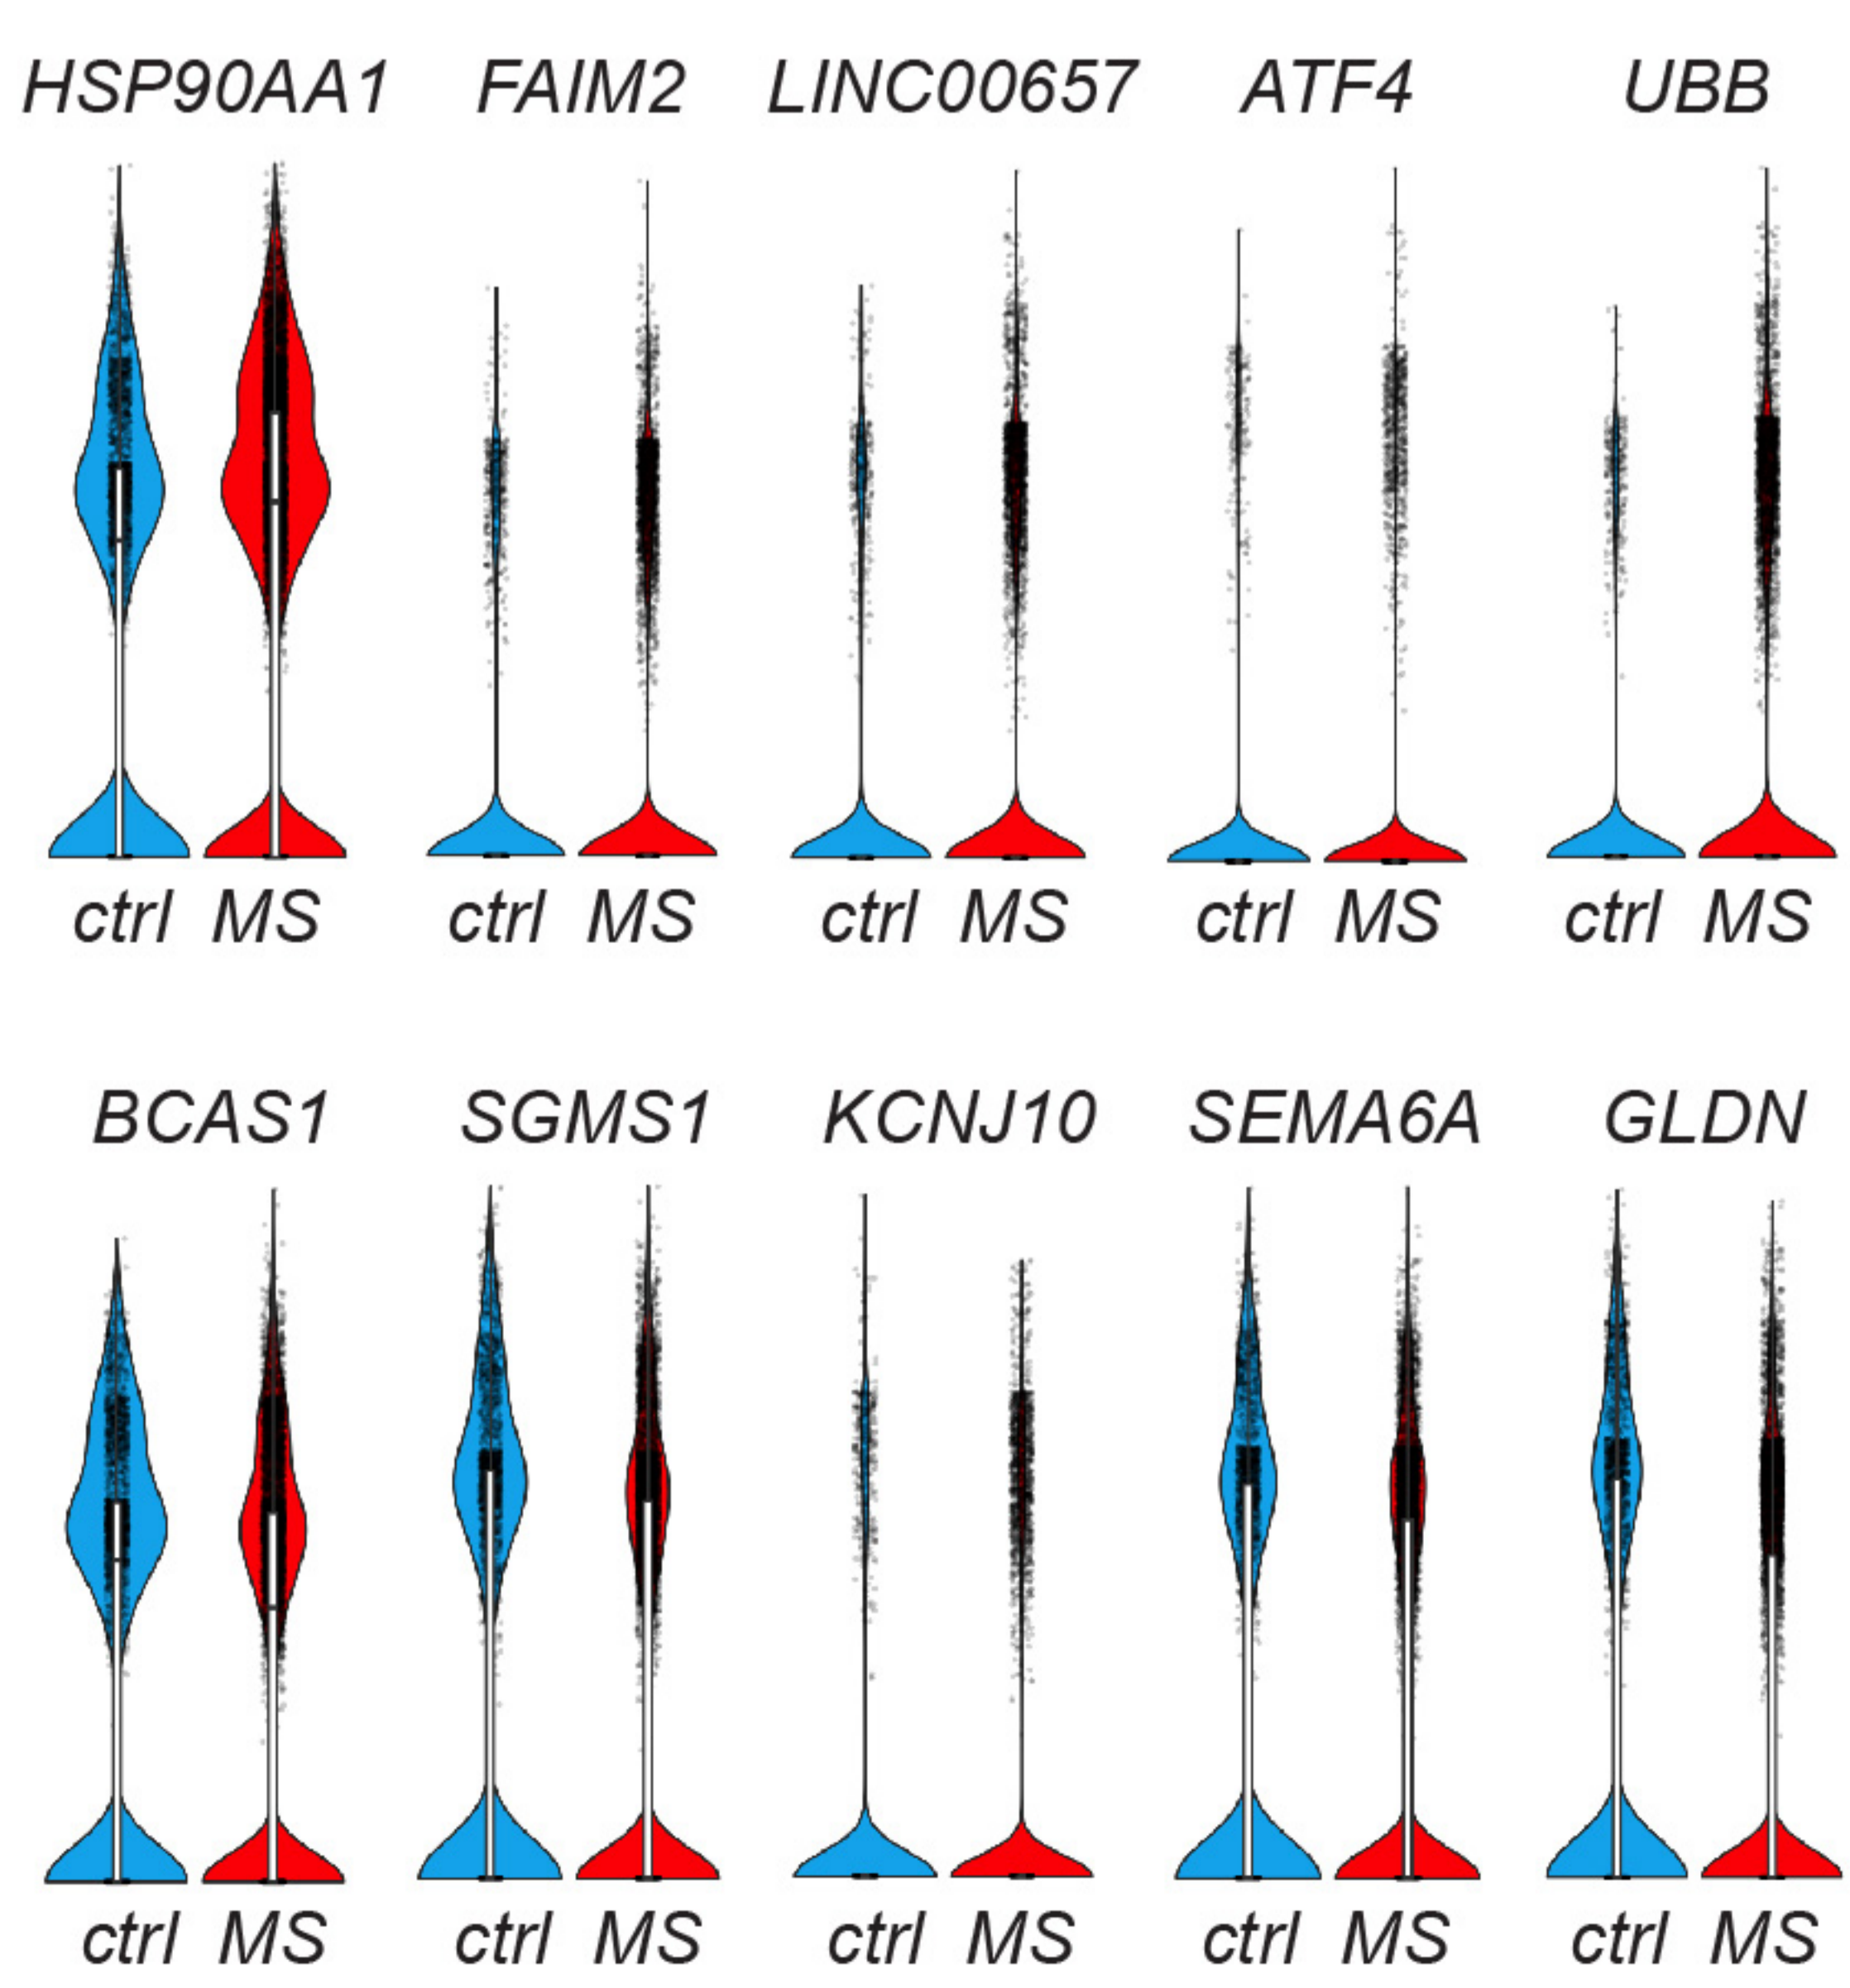 HSP90AA1 FAIM2 LINC00657 ATF4 UBB
ctrl MS ctrl MS ctrl MS ctrl MS ctrl MS
BCAS1 SGMS1 KCNJ10 SEMA6A GLDN
ctrl MS ctrl MS ctrl MS ctrl MS ctrl MS